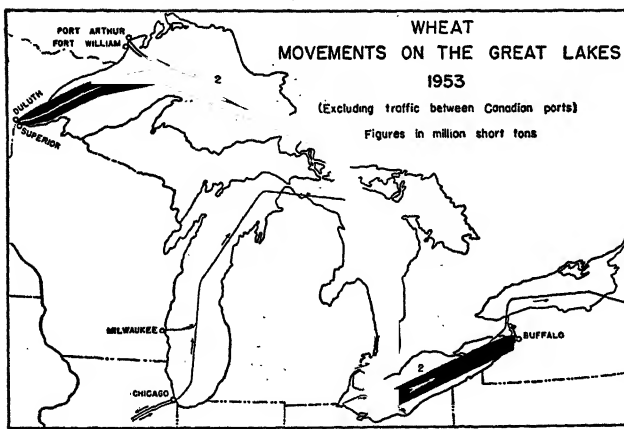 WHEAT
MOVEMENTS ON THE GREAT LAKES
1953
(Excluding traffic between Canadian ports)
Figures in million short tons
PORT ARTHUR
FORT WILLIAM
2
DULUTH
SUPERIOR
MILWAUKEE
CHICAGO
2
BUFFALO